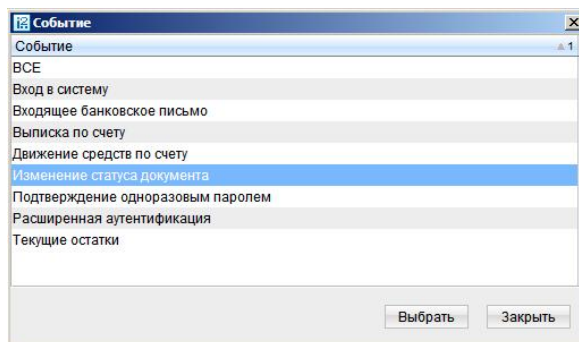 Событие
Событие 1
ВСЕ
Вход в систему
Входящее банковское письмо
Выписка по счету
Движение средств по счету
Изменение статуса документа
Подтверждение одноразовым паролем
Расширенная аутентификация
Текущие остатки
Выбрать Закрыть